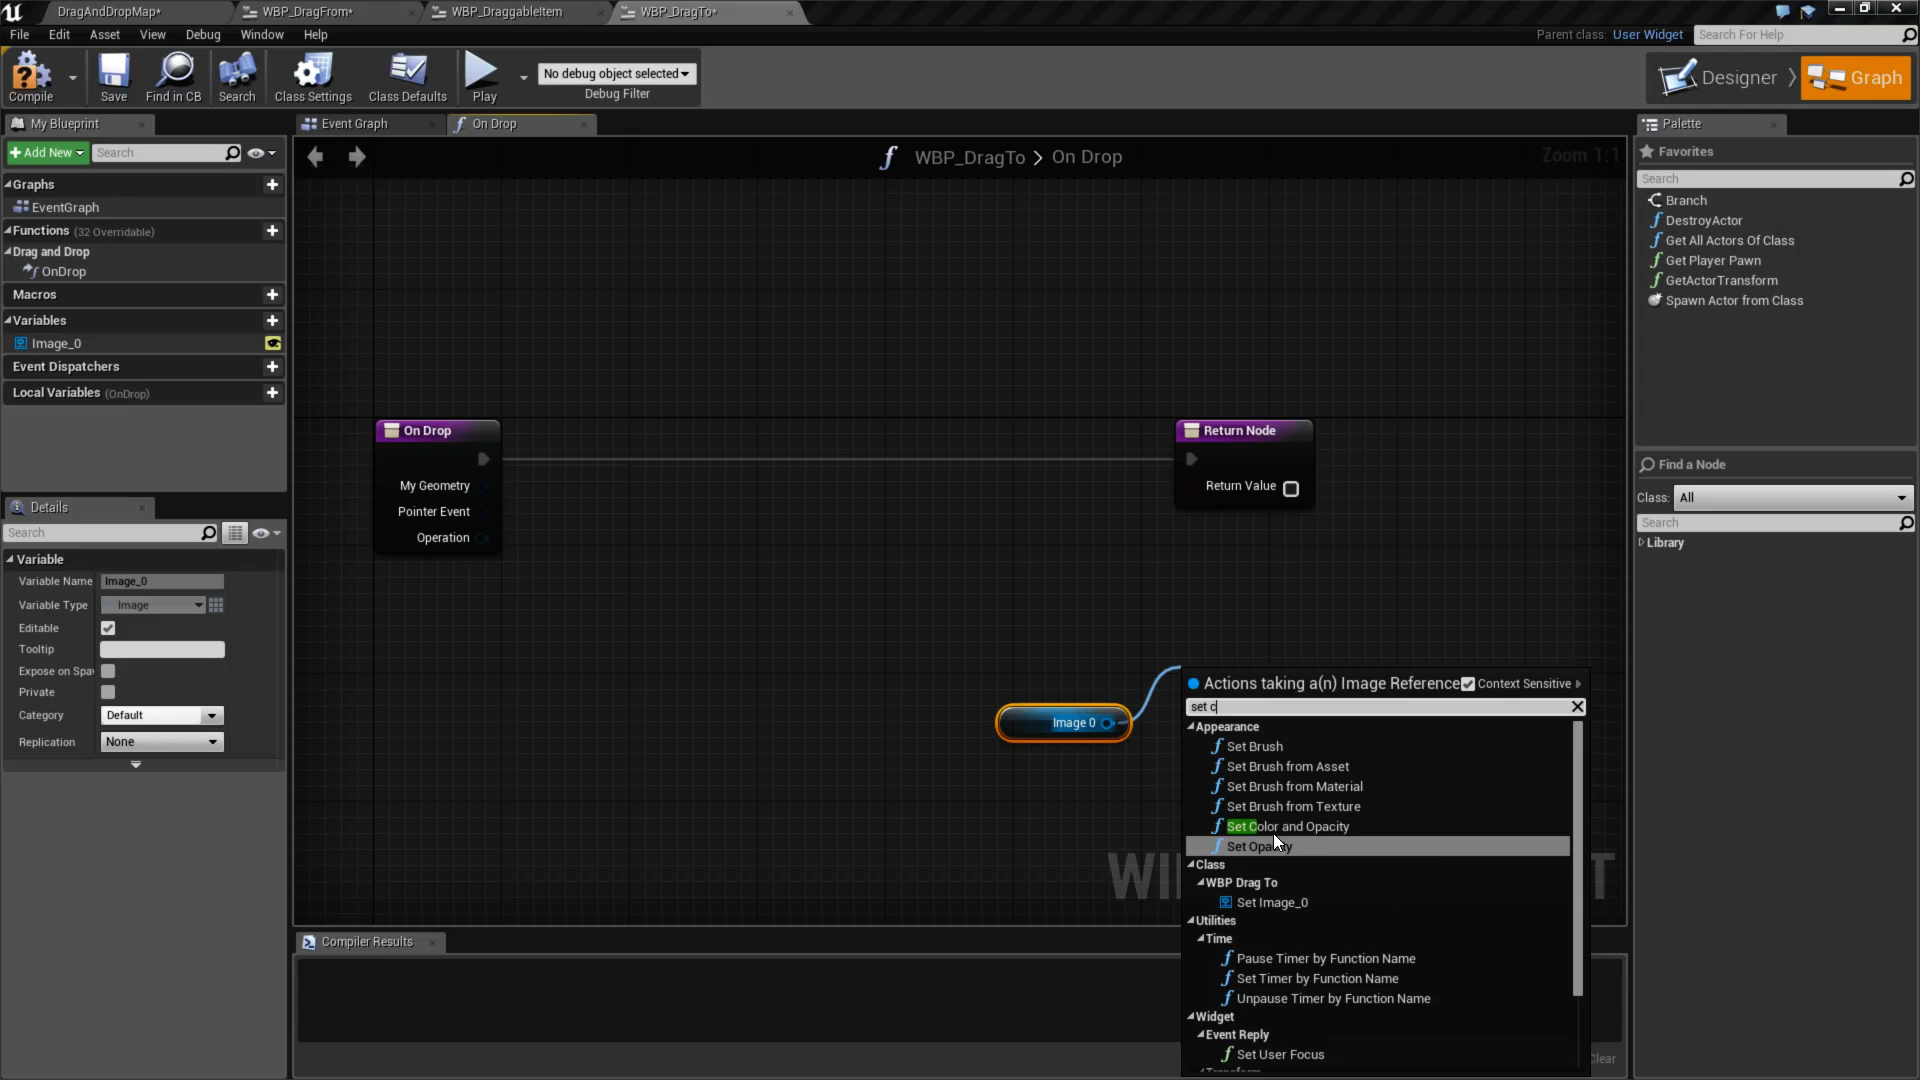 DragAndDropMap*
WBP_DragFrom*
WBP_DraggableItem
WBP_DragTo*
File Edit Asset View Debug Window Help
Parent class: User Widget
Search For Help
Compile
Save
Find in CB
Search
Class Settings
Class Defaults
Play
No debug object selected
Debug Filter
Designer
Graph
My Blueprint
Event Graph
On Drop
Palette
Add New
Search
WBP_DragTo > On Drop
Zoom 1:1
Favorites
Search
Graphs
EventGraph
Functions (32 Overridable)
Drag and Drop
OnDrop
Macros
Variables
Image_0
Event Dispatchers
Local Variables (OnDrop)
Branch
DestroyActor
Get All Actors Of Class
Get Player Pawn
GetActorTransform
Spawn Actor from Class
On Drop
My Geometry
Pointer Event
Operation
Return Node
Return Value
Find a Node
Class: All
Search
Library
Details
Search
Variable
Variable Name Image_0
Variable Type Image
Editable
Tooltip
Expose on Spa
Private
Category Default
Replication None
Image 0
Actions taking a(n) Image Reference
Context Sensitive
set c
Appearance
Set Brush
Set Brush from Asset
Set Brush from Material
Set Brush from Texture
Set Color and Opacity
Set Opacity
Class
WBP Drag To
Set Image_0
Utilities
Time
Pause Timer by Function Name
Set Timer by Function Name
Unpause Timer by Function Name
Widget
Event Reply
Set User Focus
Transform
Compiler Results
Clear